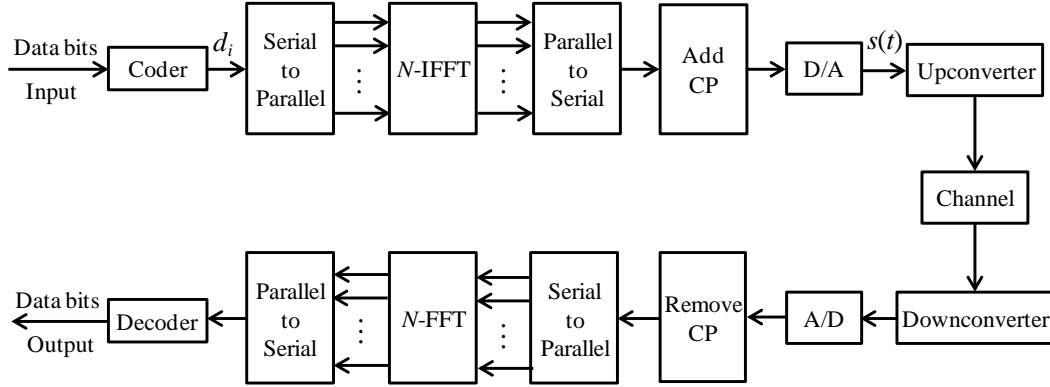 Data bits
Input
Coder
d_i
Serial
to
Parallel
⋮
N-IFFT
⋮
Parallel
to
Serial
Add
CP
D/A
s(t)
Upconverter
Channel
Downconverter
A/D
Remove
CP
Serial
to
Parallel
⋮
N-FFT
⋮
Parallel
to
Serial
Decoder
Data bits
Output